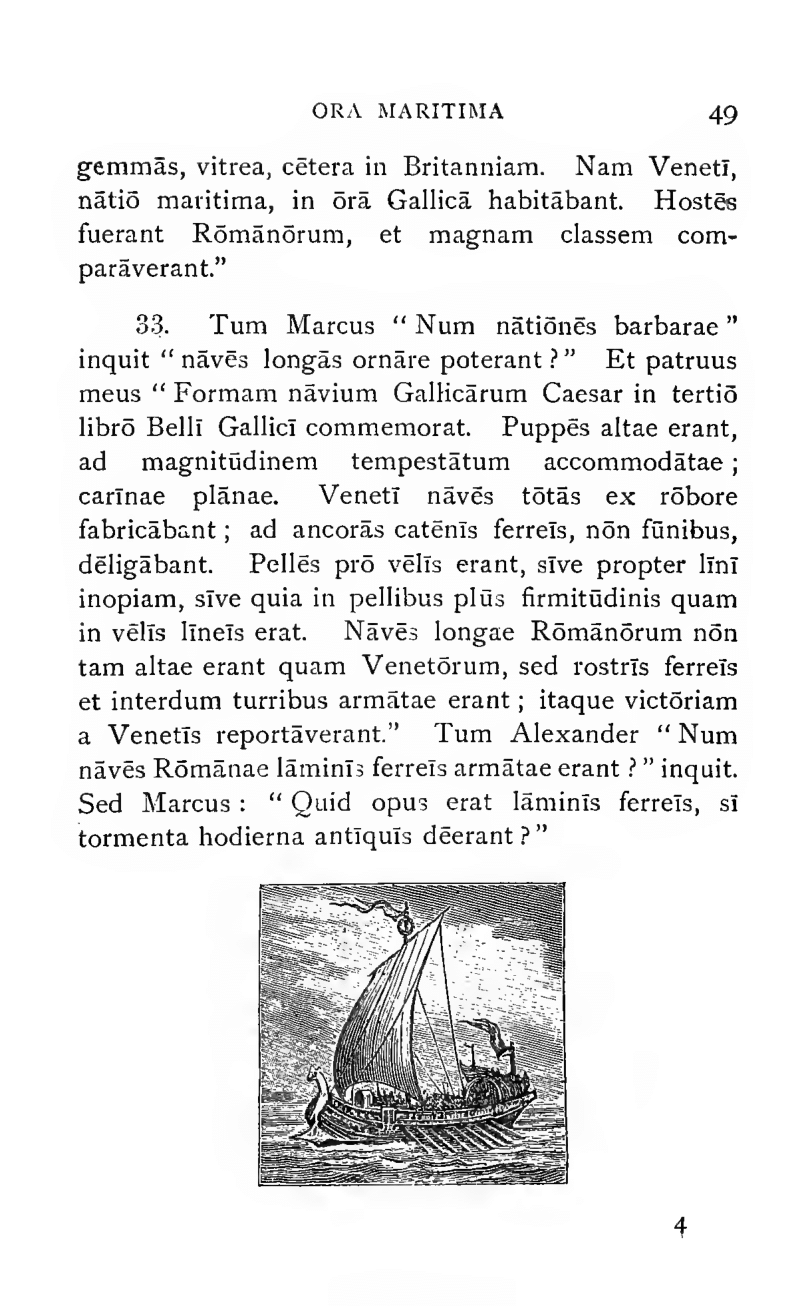 ORA MARITIMA 49
gemmās, vitrea, cētera in Britanniam. Nam Venetī,
nātiō maritima, in ōrā Gallicā habitābant. Hostēs
fuerant Rōmānōrum, et magnam classem com-
parāverant.”
33. Tum Marcus “ Num nātiōnēs barbarae ”
inquit “ nāvēs longās ornāre poterant ? ” Et patruus
meus “ Formam nāvium Gallicārum Caesar in tertiō
librō Bellī Gallicī commemorat. Puppēs altae erant,
ad magnitūdinem tempestātum accommodātae ;
carīnae plānae. Venetī nāvēs tōtās ex rōbore
fabricābant ; ad ancorās catēnīs ferreīs, nōn fūnibus,
dēligābant. Pellēs prō vēlīs erant, sīve propter līnī
inopiam, sīve quia in pellibus plūs firmitūdinis quam
in vēlīs līneīs erat. Nāvēs longae Rōmānōrum nōn
tam altae erant quam Venetōrum, sed rostrīs ferreīs
et interdum turribus armātae erant ; itaque victōriam
a Venetīs reportāverant.” Tum Alexander “ Num
nāvēs Rōmānae lāminīs ferreīs armātae erant ? ” inquit.
Sed Marcus : “ Quid opus erat lāminīs ferreīs, sī
tormenta hodierna antīquīs dēerant ? ”
4